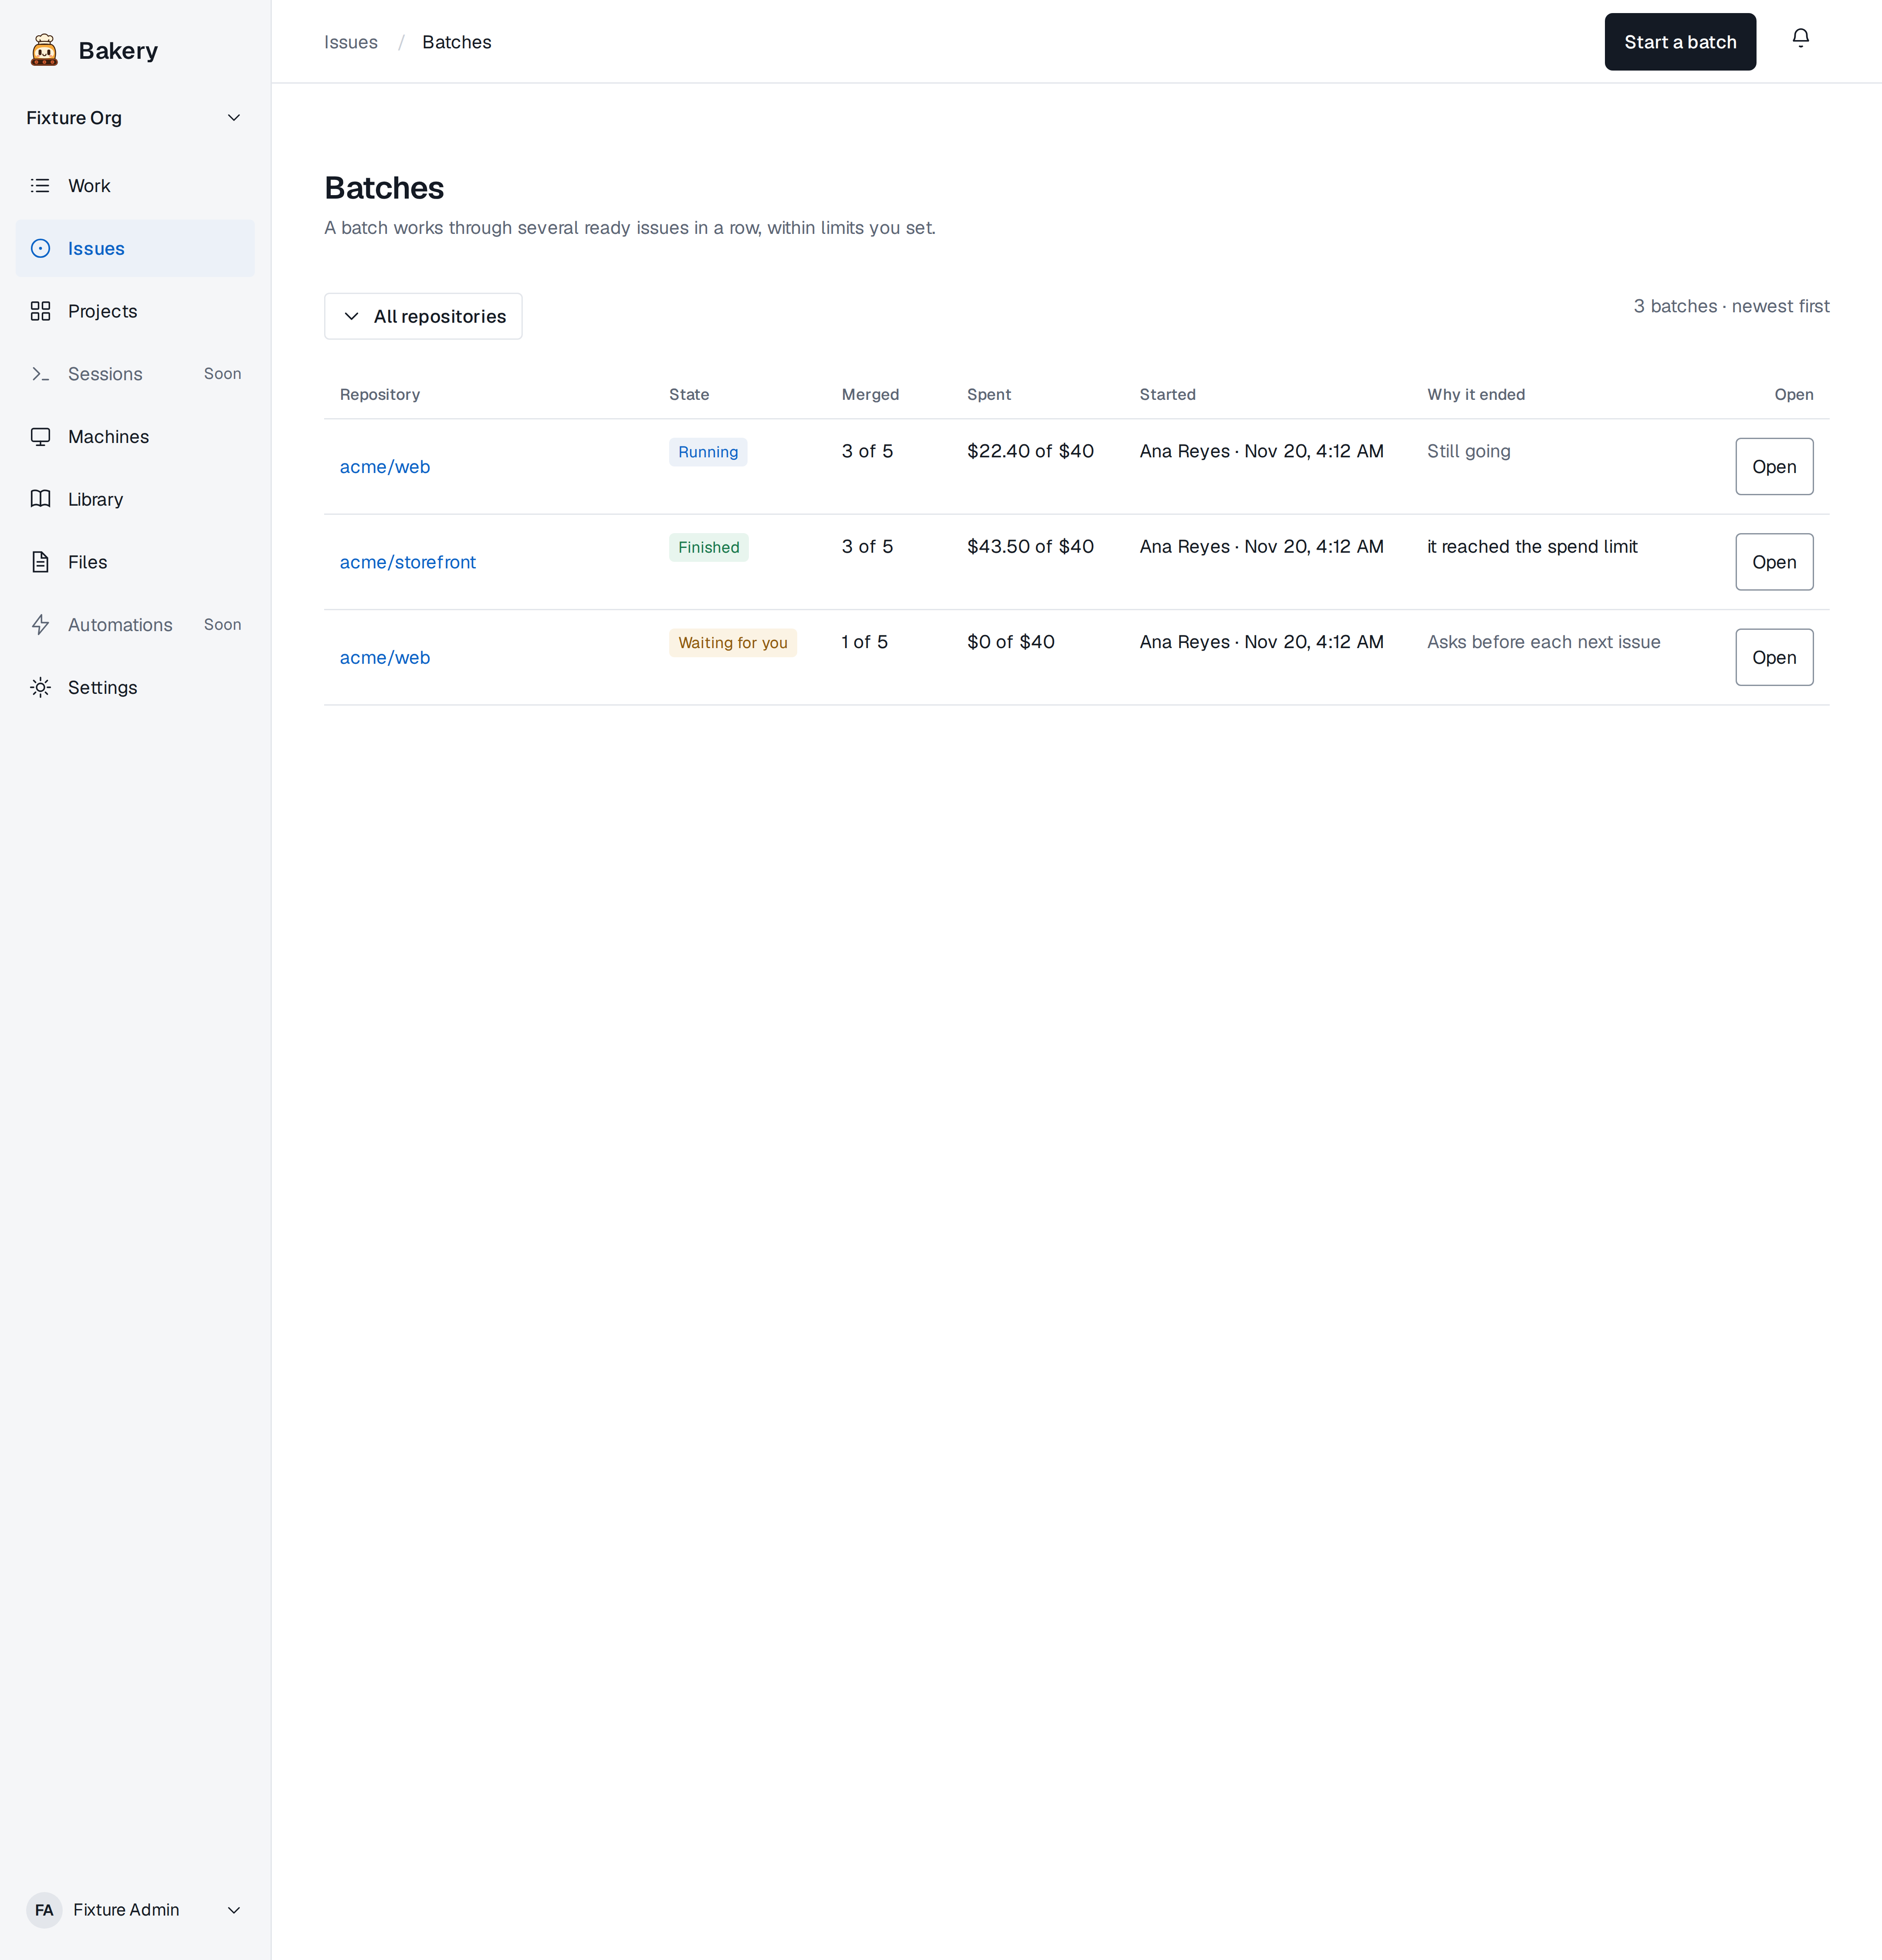 Bakery
Fixture Org
Work
Issues
Projects
Sessions Soon
Machines
Library
Files
Automations Soon
Settings
FA Fixture Admin
Issues / Batches
Start a batch
Batches
A batch works through several ready issues in a row, within limits you set.
All repositories
3 batches · newest first
Repository State Merged Spent Started Why it ended Open
acme/web Running 3 of 5 $22.40 of $40 Ana Reyes · Nov 20, 4:12 AM Still going Open
acme/storefront Finished 3 of 5 $43.50 of $40 Ana Reyes · Nov 20, 4:12 AM it reached the spend limit Open
acme/web Waiting for you 1 of 5 $0 of $40 Ana Reyes · Nov 20, 4:12 AM Asks before each next issue Open